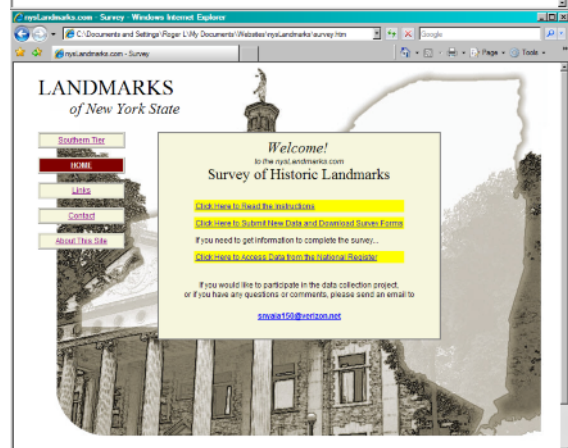 nysLandmarks.com - Survey - Windows Internet Explorer
C:\Documents and Settings\Roger L\My Documents\Websites\nysLandmarks\survey.htm
Google
nysLandmarks.com - Survey
Page
Tools
LANDMARKS
of New York State
Southern Tier
HOME
Links
Contact
About This Site
Welcome!
to the nysLandmarks.com
Survey of Historic Landmarks
Click Here to Read the Instructions
Click Here to Submit New Data and Download Survey Forms
If you need to get information to complete the survey...
Click Here to Access Data from the National Register
If you would like to participate in the data collection project,
or if you have any questions or comments, please send an email to
snyaia150@verizon.net